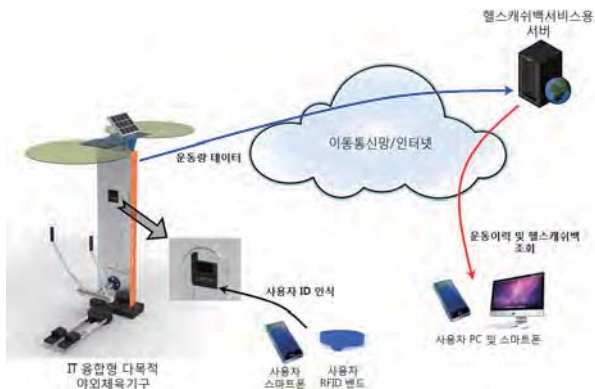 헬스캐쉬백서비스용
서버
이동통신망/인터넷
운동량 데이터
운동이력 및 헬스캐쉬백
조회
사용자 ID 인식
사용자 PC 및 스마트폰
IT 융합형 다목적
야외체육기구
사용자
스마트폰
사용자
RFID 밴드